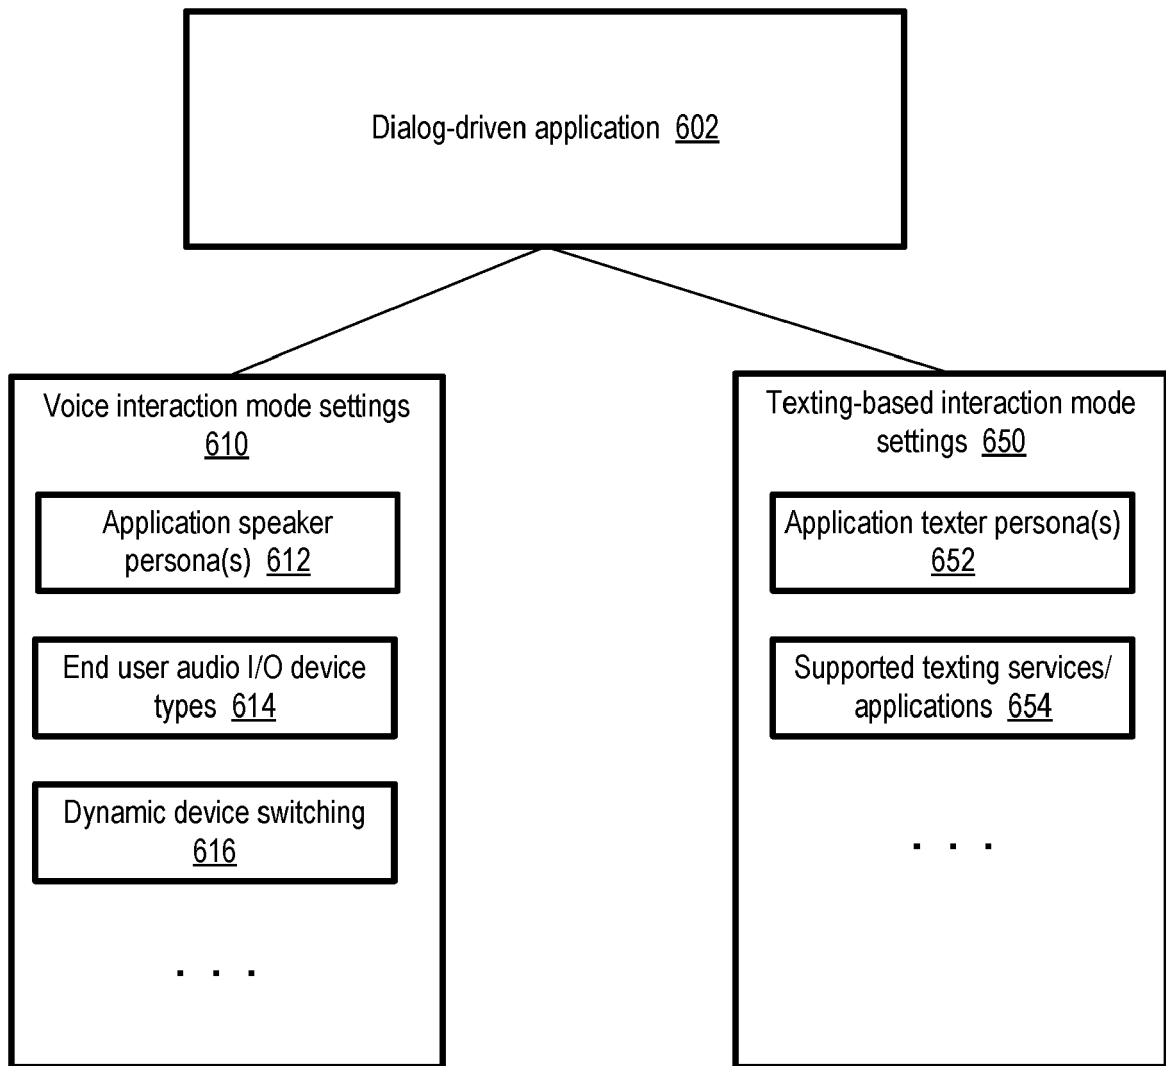 Dialog-driven application 602
Voice interaction mode settings
610
Application speaker
persona(s) 612
End user audio I/O device
types 614
Dynamic device switching
616
. . .
Texting-based interaction mode
settings 650
Application texter persona(s)
652
Supported texting services/
applications 654
. . .